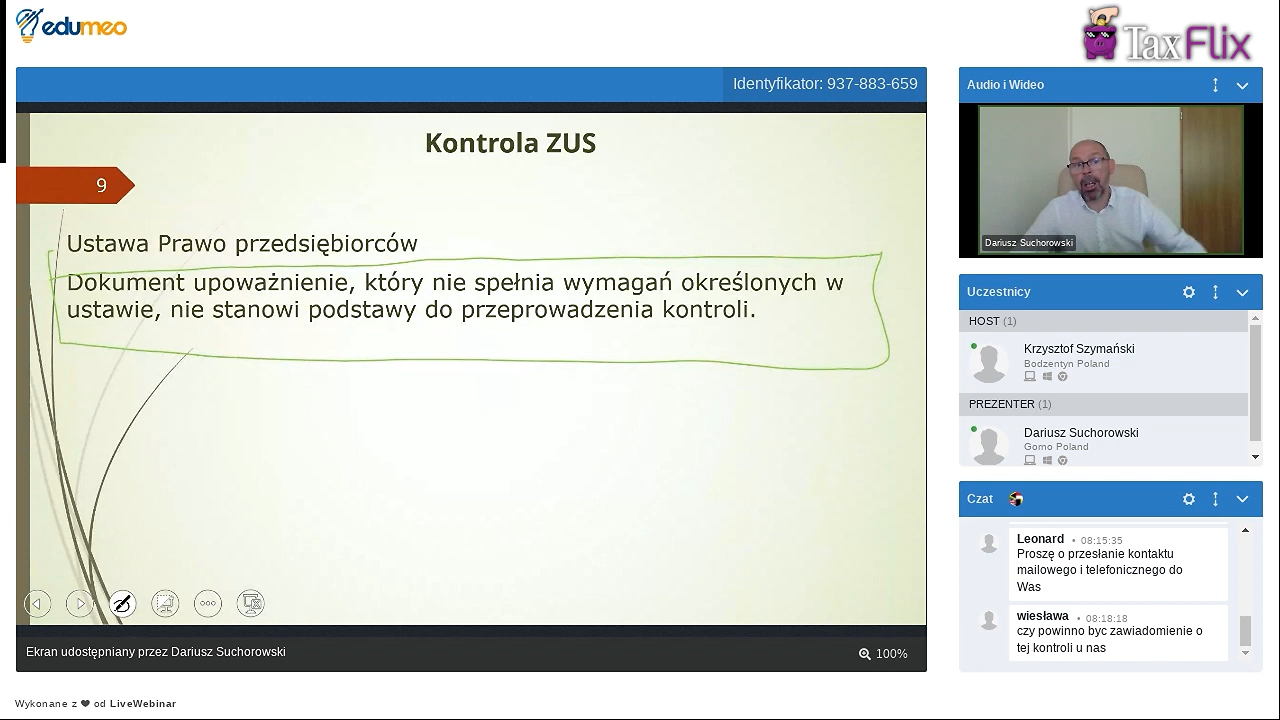 edumeo
TaxFlix
Identyfikator: 937-883-659
Kontrola ZUS
9
Ustawa Prawo przedsiębiorców
Dokument upoważnienie, który nie spełnia wymagań określonych w
ustawie, nie stanowi podstawy do przeprowadzenia kontroli.
Ekran udostępniany przez Dariusz Suchorowski
100%
Wykonane z ❤ od LiveWebinar
Audio i Wideo
Dariusz Suchorowski
Uczestnicy
HOST (1)
Krzysztof Szymański
Bodzentyn Poland
PREZENTER (1)
Dariusz Suchorowski
Gomo Poland
Czat
Leonard • 08:15:35
Proszę o przesłanie kontaktu
mailowego i telefonicznego do
Was
wiesława • 08:18:18
czy powinno byc zawiadomienie o
tej kontroli u nas